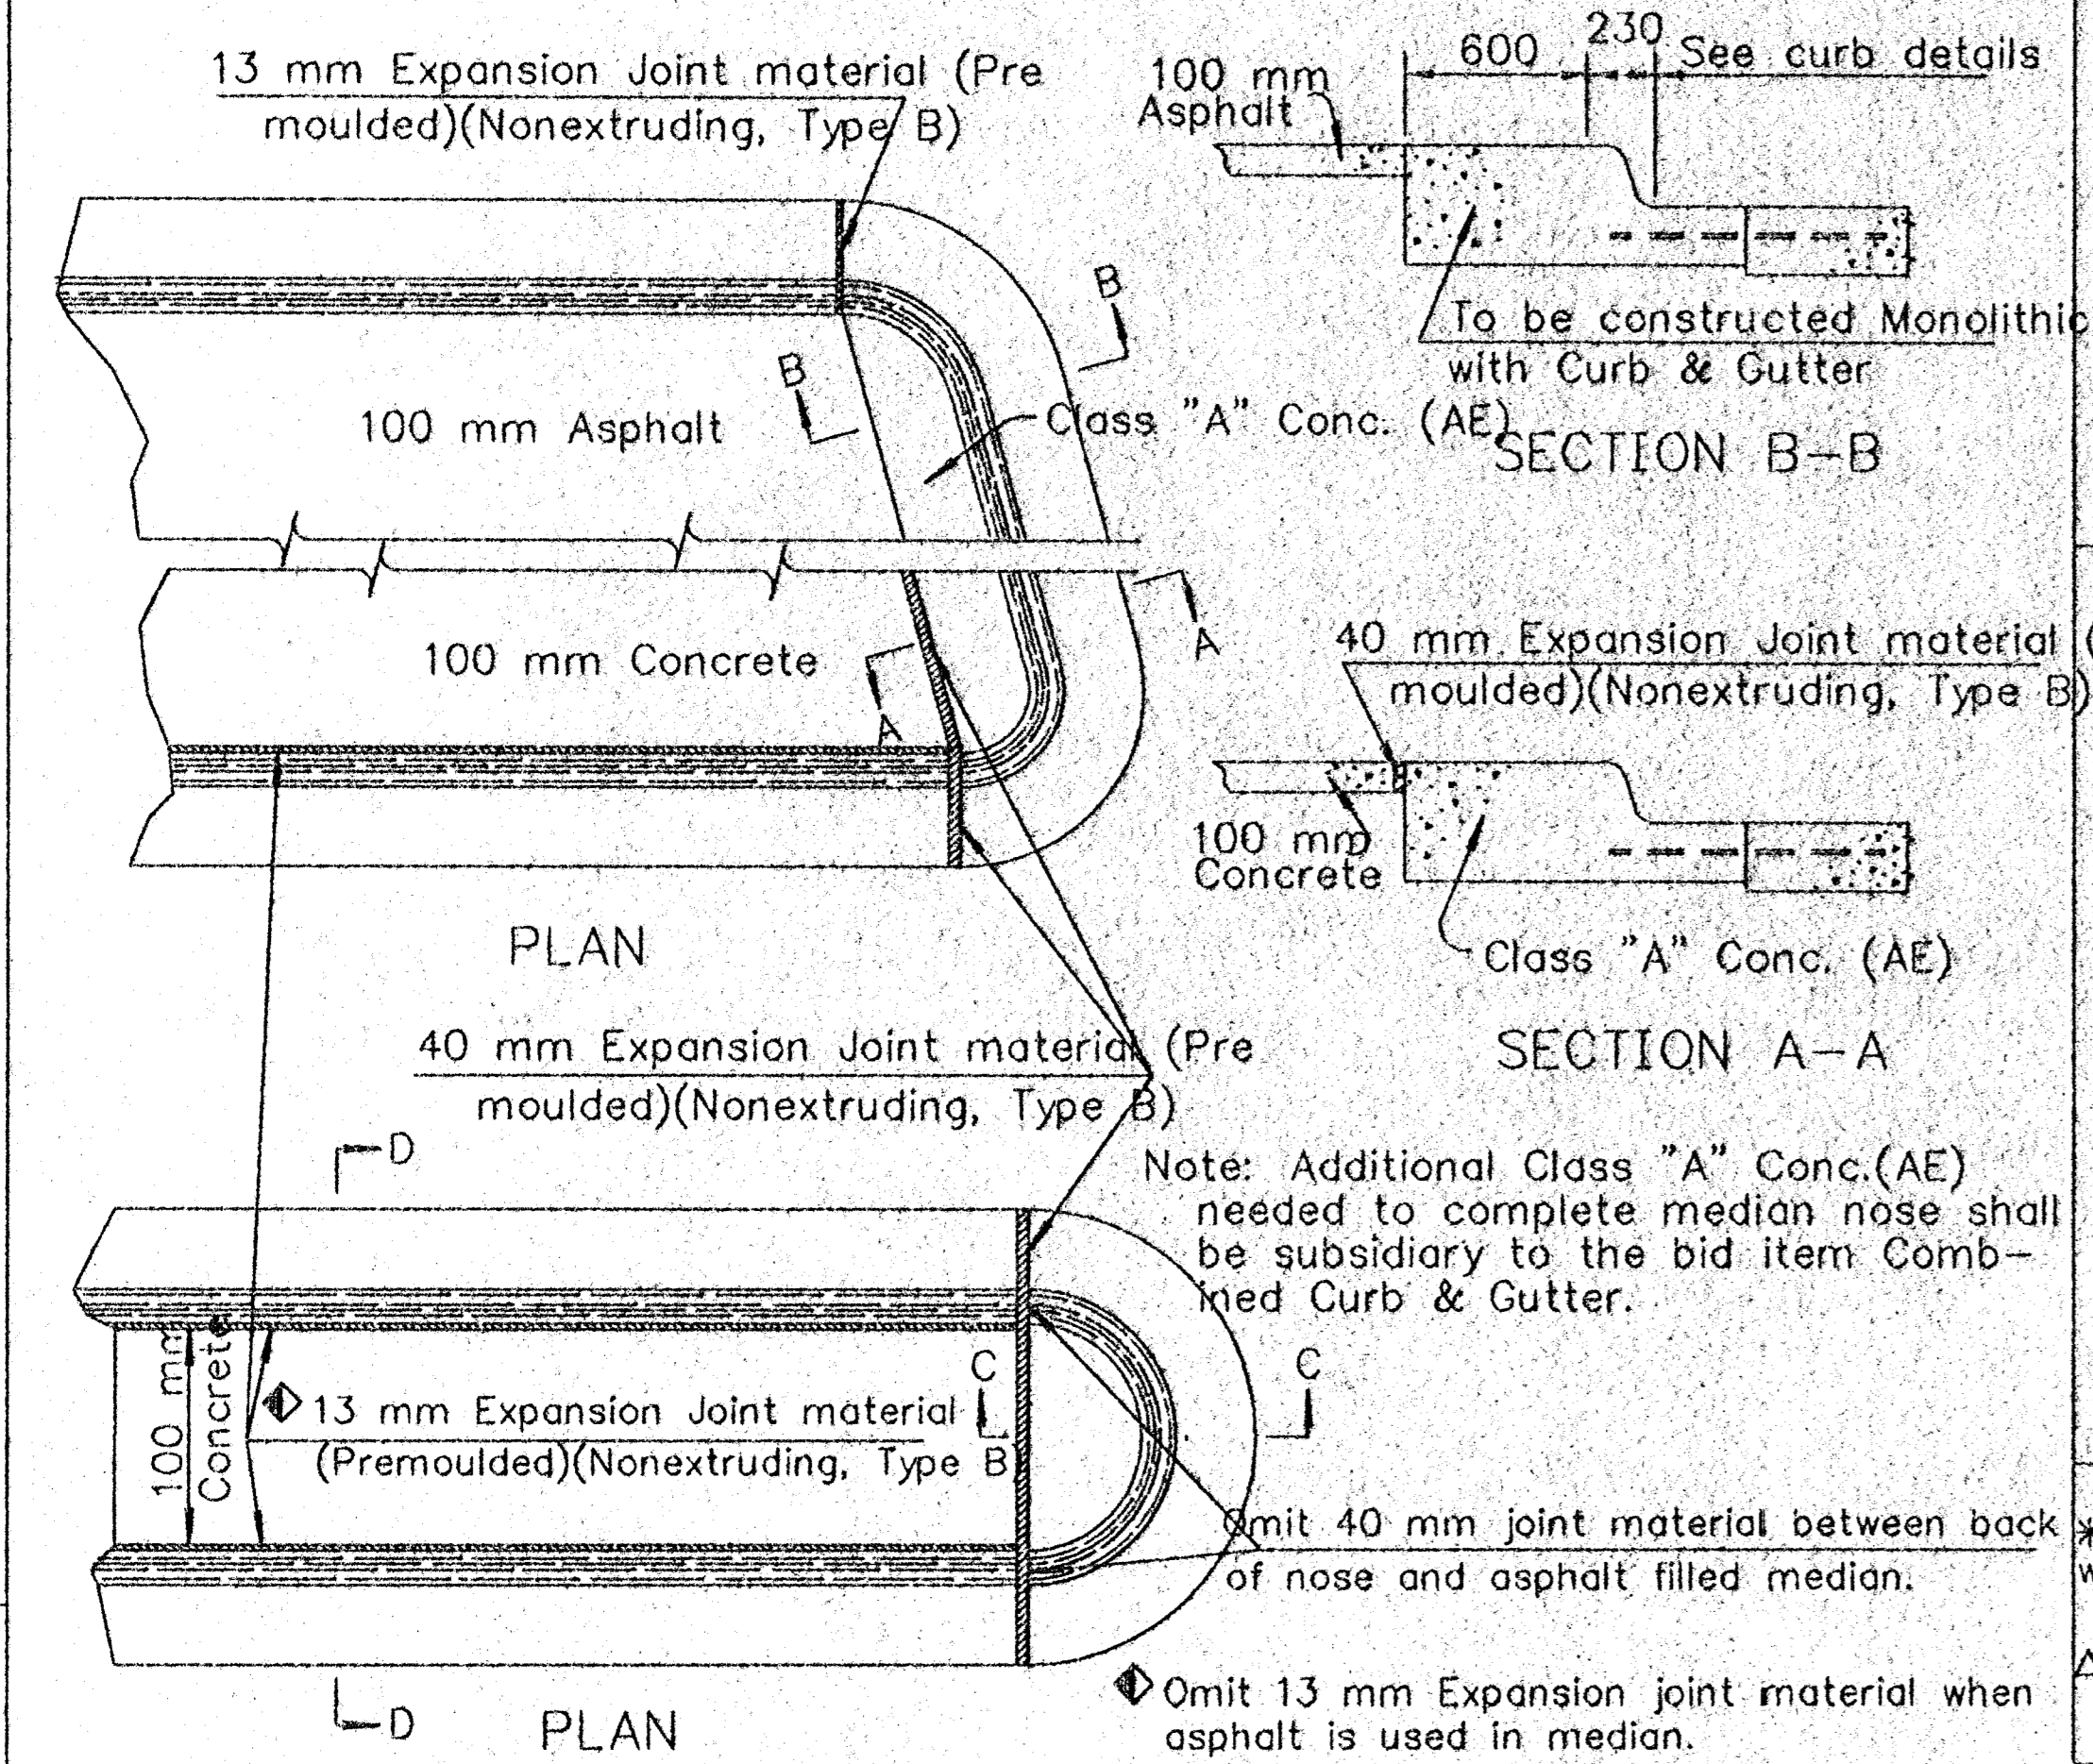 13 mm Expansion Joint material (Pre
moulded)(Nonextruding, Type B)
100 mm
Asphalt
600
230
See curb details
To be constructed Monolithic
with Curb & Gutter
SECTION B-B
B
B
100 mm Asphalt
Class "A" Conc. (AE)
100 mm Concrete
A
A
40 mm Expansion Joint material (
moulded)(Nonextruding, Type B)
100 mm
Concrete
Class "A" Conc. (AE)
SECTION A-A
PLAN
40 mm Expansion Joint material (Pre
moulded)(Nonextruding, Type B)
Note: Additional Class "A" Conc.(AE)
needed to complete median nose shall
be subsidiary to the bid item Comb-
ined Curb & Gutter.
D
100 mm
Concrete
13 mm Expansion Joint material
(Premoulded)(Nonextruding, Type B)
C
C
Omit 40 mm joint material between back
of nose and asphalt filled median.
Omit 13 mm Expansion joint material when
asphalt is used in median.
D
PLAN